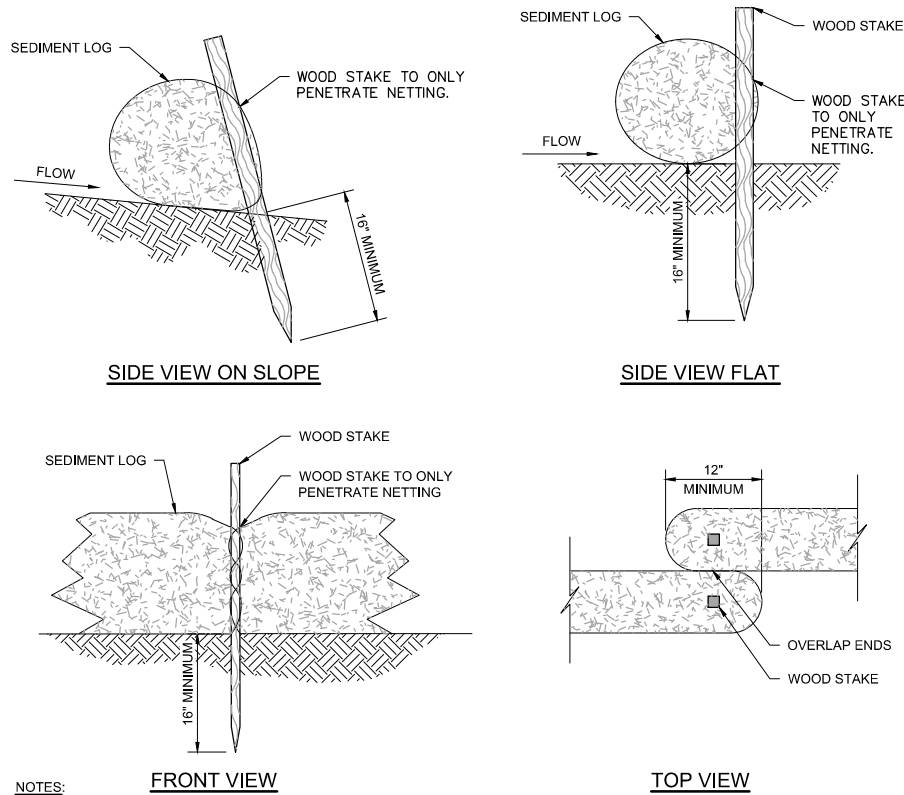 SEDIMENT LOG
WOOD STAKE TO ONLY
PENETRATE NETTING.
FLOW
16" MINIMUM
SIDE VIEW ON SLOPE
SEDIMENT LOG
WOOD STAKE
WOOD STAKE
TO ONLY
PENETRATE
NETTING.
FLOW
16" MINIMUM
SIDE VIEW FLAT
WOOD STAKE
SEDIMENT LOG
WOOD STAKE TO ONLY
PENETRATE NETTING
16" MINIMUM
FRONT VIEW
12"
MINIMUM
OVERLAP ENDS
WOOD STAKE
TOP VIEW
NOTES: